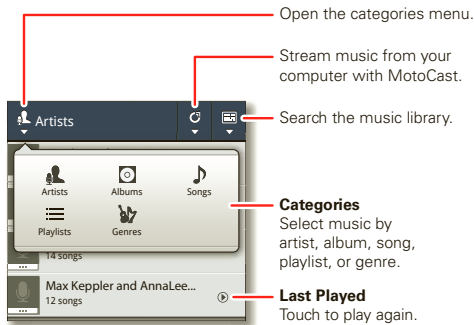 Open the categories menu.
Stream music from your
computer with MotoCast.
Search the music library.
Artists
Artists Albums Songs
Playlists Genres
Categories
Select music by
artist, album, song,
playlist, or genre.
14 songs
Max Keppler and AnnaLee...
12 songs
Last Played
Touch to play again.